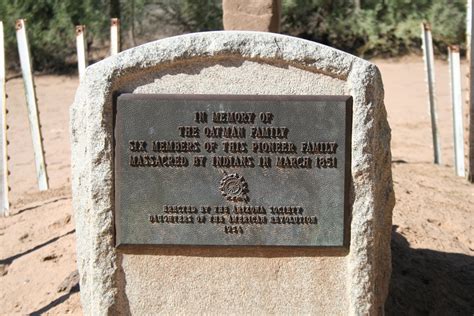 IN MEMORY OF
THE OATMAN FAMILY
SIX MEMBERS OF THIS PIONEER FAMILY
MASSACRED BY INDIANS IN MARCH 1851
ERECTED BY THE ARIZONA SOCIETY
DAUGHTERS OF THE AMERICAN REVOLUTION
1954